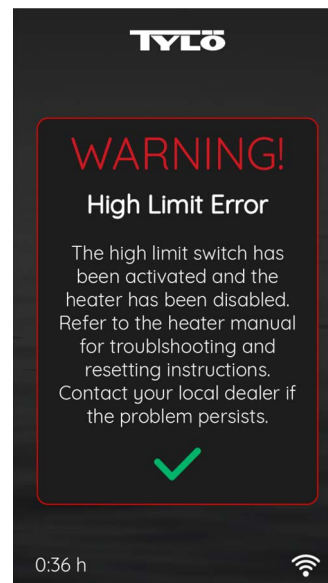 TYLÖ
WARNING!
High Limit Error
The high limit switch has
been activated and the
heater has been disabled.
Refer to the heater manual
for troublshooting and
resetting instructions.
Contact your local dealer if
the problem persists.
0:36 h